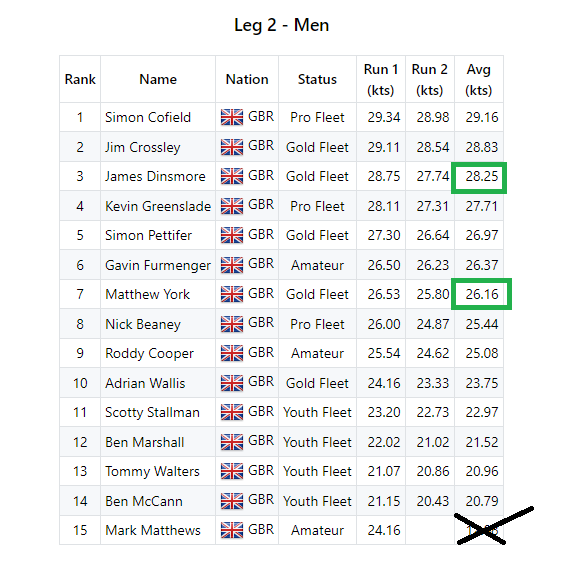 Leg 2 - Men
Rank Name Nation Status Run 1 (kts) Run 2 (kts) Avg (kts)
1 Simon Cofield GBR Pro Fleet 29.34 28.98 29.16
2 Jim Crossley GBR Gold Fleet 29.11 28.54 28.83
3 James Dinsmore GBR Gold Fleet 28.75 27.74 28.25
4 Kevin Greenslade GBR Pro Fleet 28.11 27.31 27.71
5 Simon Pettifer GBR Gold Fleet 27.30 26.64 26.97
6 Gavin Furmenger GBR Amateur 26.50 26.23 26.37
7 Matthew York GBR Gold Fleet 26.53 25.80 26.16
8 Nick Beaney GBR Pro Fleet 26.00 24.87 25.44
9 Roddy Cooper GBR Amateur 25.54 24.62 25.08
10 Adrian Wallis GBR Gold Fleet 24.16 23.33 23.75
11 Scotty Stallman GBR Youth Fleet 23.20 22.73 22.97
12 Ben Marshall GBR Youth Fleet 22.02 21.02 21.52
13 Tommy Walters GBR Youth Fleet 21.07 20.86 20.96
14 Ben McCann GBR Youth Fleet 21.15 20.43 20.79
15 Mark Matthews GBR Amateur 24.16